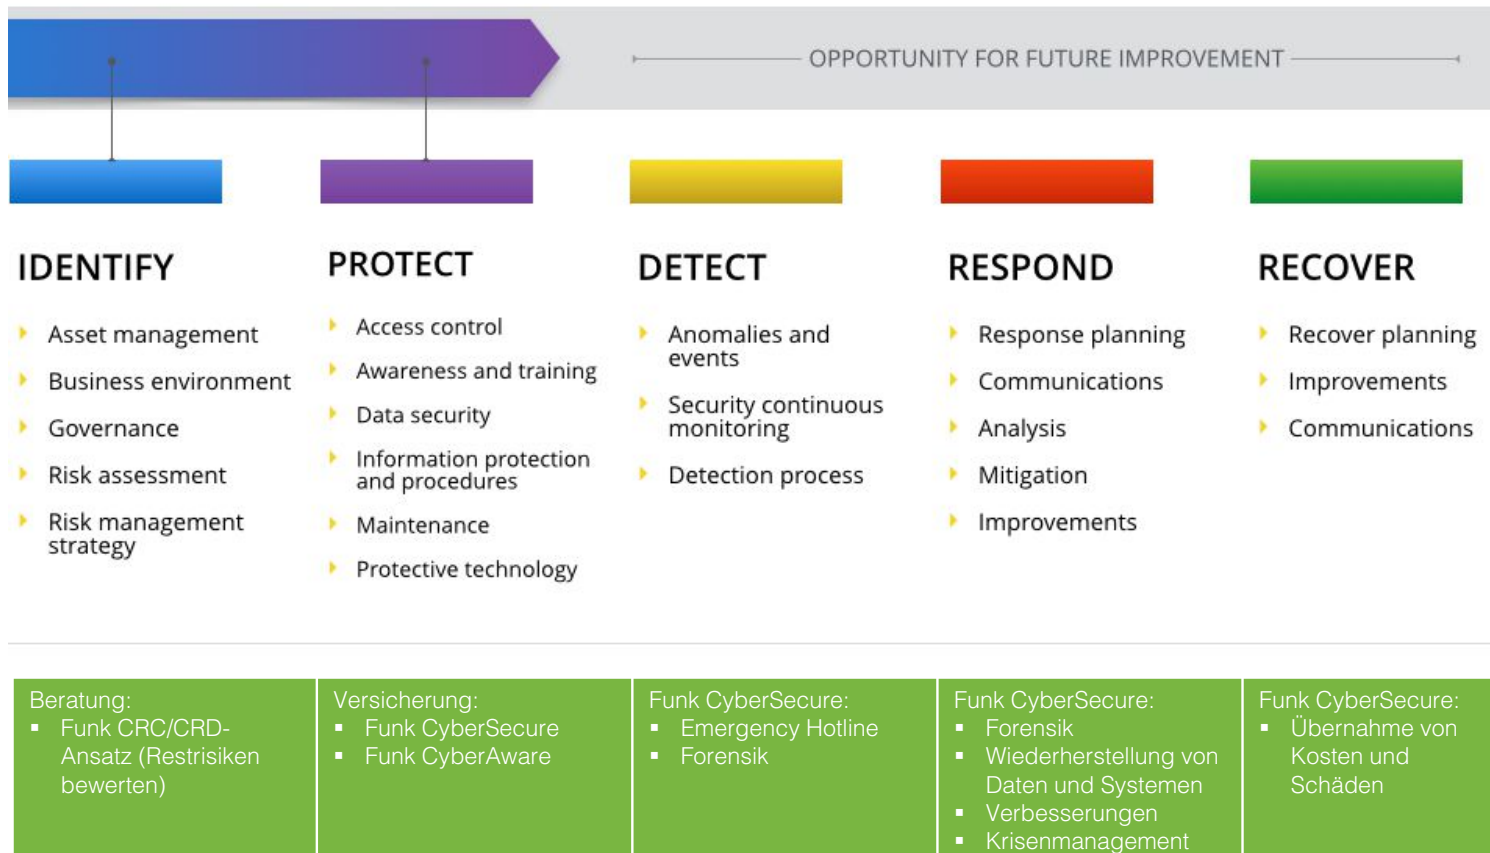 OPPORTUNITY FOR FUTURE IMPROVEMENT
IDENTIFY
Asset management
Business environment
Governance
Risk assessment
Risk management
strategy
PROTECT
Access control
Awareness and training
Data security
Information protection
and procedures
Maintenance
Protective technology
DETECT
Anomalies and
events
Security continuous
monitoring
Detection process
RESPOND
Response planning
Communications
Analysis
Mitigation
Improvements
RECOVER
Recover planning
Improvements
Communications
Beratung:
▪ Funk CRC/CRD-
Ansatz (Restrisiken
bewerten)
Versicherung:
▪ Funk CyberSecure
▪ Funk CyberAware
Funk CyberSecure:
▪ Emergency Hotline
▪ Forensik
Funk CyberSecure:
▪ Forensik
▪ Wiederherstellung von
Daten und Systemen
▪ Verbesserungen
▪ Krisenmanagement
Funk CyberSecure:
▪ Übernahme von
Kosten und
Schäden